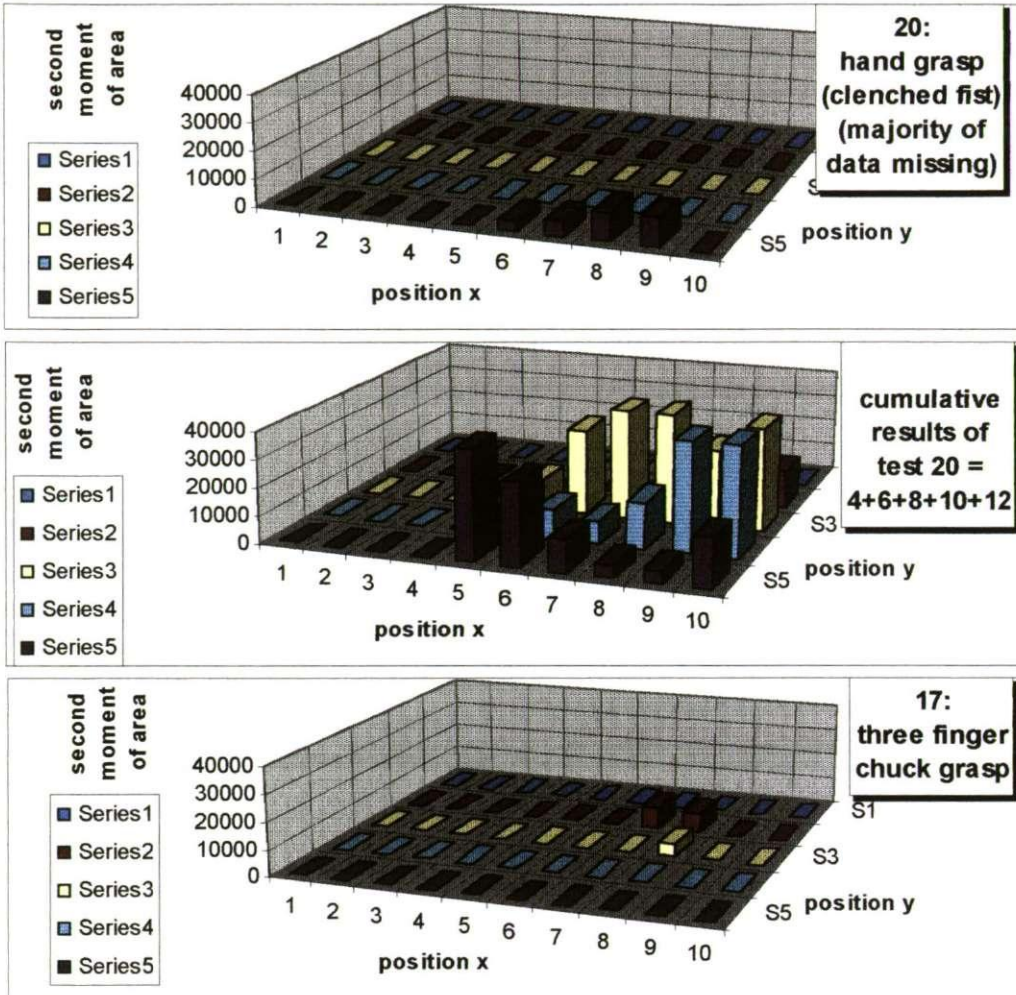 second
moment
of area
40000
30000
20000
10000
0
Series1
Series2
Series3
Series4
Series5
1 2 3 4 5 6 7 8 9 10
position x
S5 position y
20:
hand grasp
(clenched fist)
(majority of
data missing)
second
moment
of area
40000
30000
20000
10000
0
Series1
Series2
Series3
Series4
Series5
1 2 3 4 5 6 7 8 9 10
position x
S3
S5 position y
cumulative
results of
test 20 =
4+6+8+10+12
second
moment
of area
40000
30000
20000
10000
0
Series1
Series2
Series3
Series4
Series5
1 2 3 4 5 6 7 8 9 10
position x
S1
S3
S5 position y
17:
three finger
chuck grasp